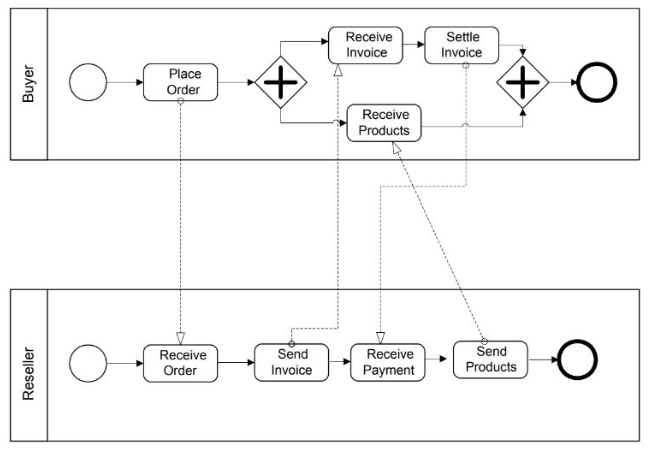 Buyer
Place
Order
Receive
Invoice
Settle
Invoice
Receive
Products
Reseller
Receive
Order
Send
Invoice
Receive
Payment
Send
Products